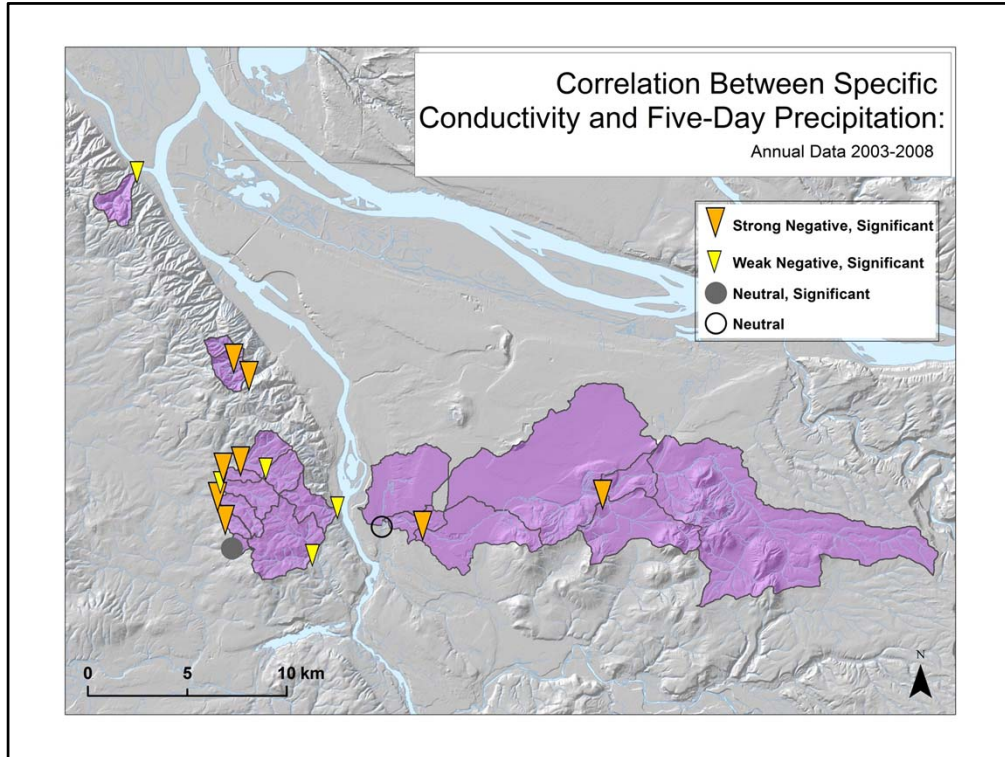 Correlation Between Specific
Conductivity and Five-Day Precipitation:
Annual Data 2003-2008
Strong Negative, Significant
Weak Negative, Significant
Neutral, Significant
Neutral
0 5 10 km
N